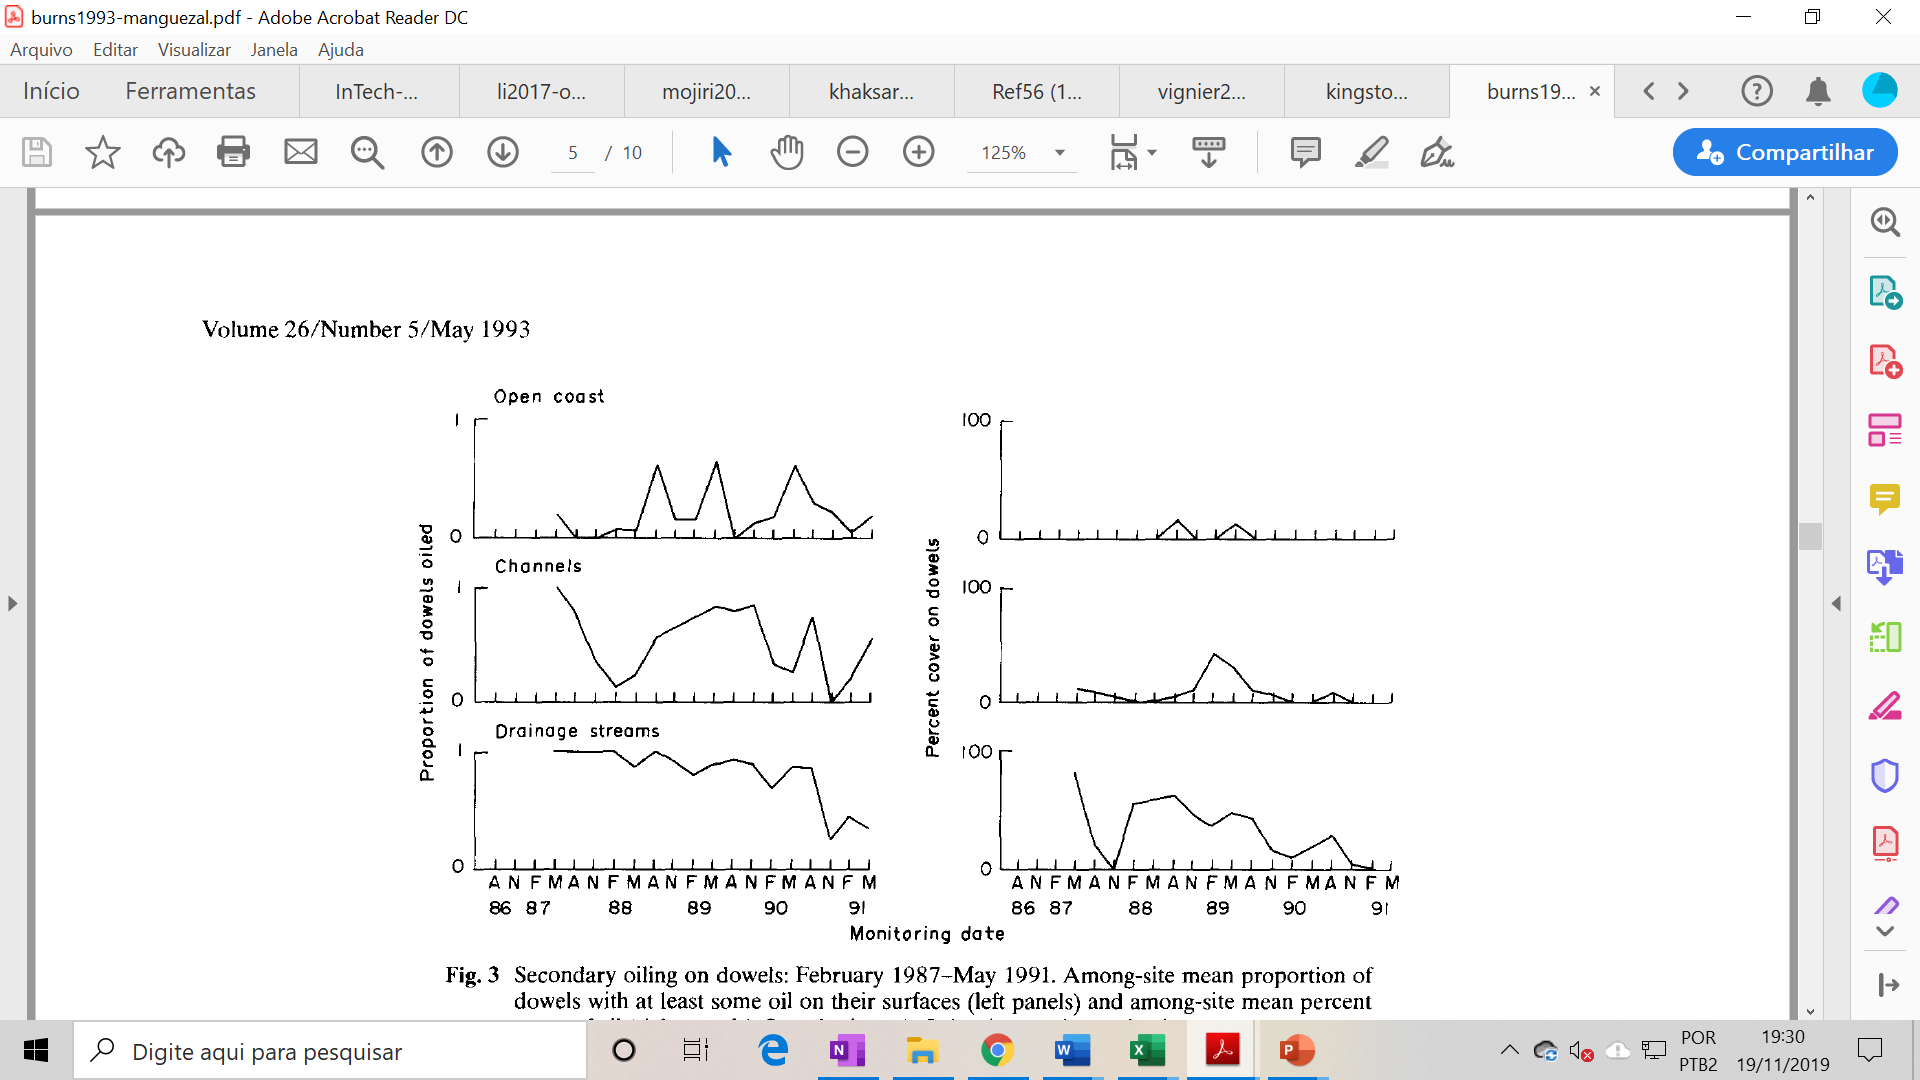 burns1993-manguezal.pdf - Adobe Acrobat Reader DC
Arquivo Editar Visualizar Janela Ajuda
Início Ferramentas InTech-... li2017-o... mojiri20... khaksar... Ref56 (1... vignier2... kingsto... burns19...
5 / 10 125% Compartilhar
Volume 26/Number 5/May 1993
Open coast
1
0
100
0
Channels
1
0
100
0
Drainage streams
1
0
100
0
Proportion of dowels oiled
Percent cover on dowels
A N F M A N F M A N F M A N F M A N F M
86 87 88 89 90 91
A N F M A N F M A N F M A N F M A N F M
86 87 88 89 90 91
Monitoring date
Fig. 3 Secondary oiling on dowels: February 1987–May 1991. Among-site mean proportion of
dowels with at least some oil on their surfaces (left panels) and among-site mean percent
Digite aqui para pesquisar
POR
PTB2
19:30
19/11/2019